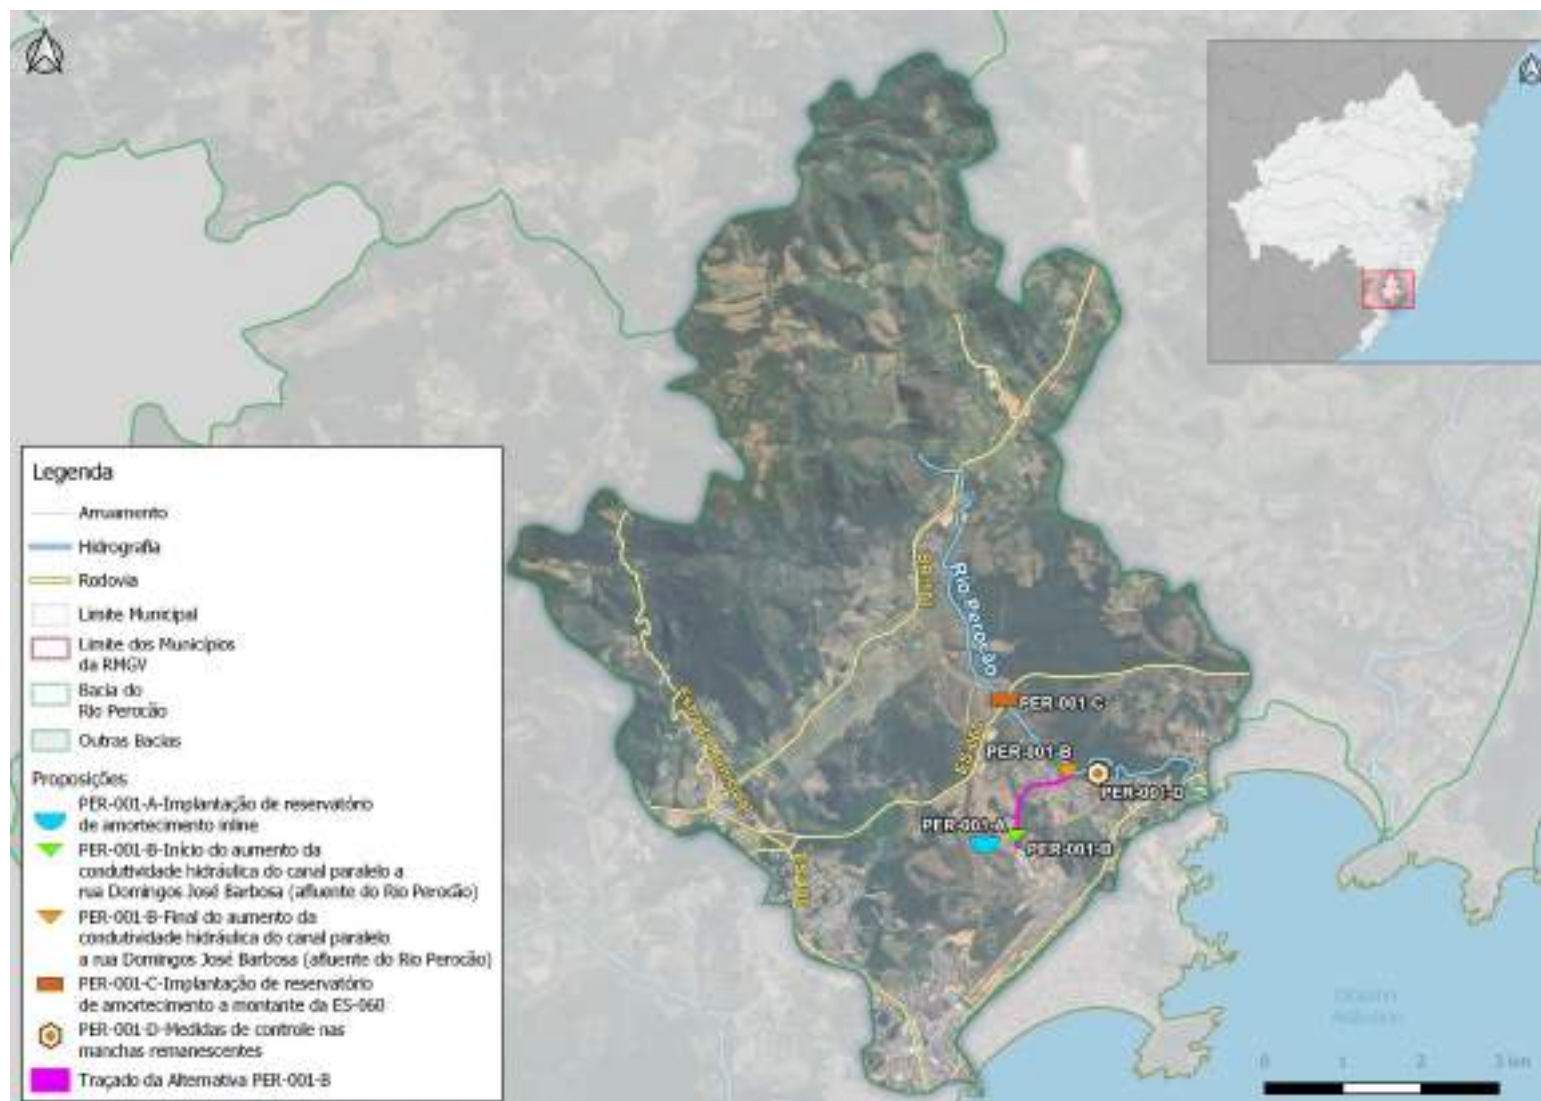 Legenda
Arruamento
Hidrografia
Rodovia
Limite Municipal
Limite dos Municípios
da RMGV
Bacia do
Rio Perocão
Outras Bacias
Proposições
PER-001-A-Implantação de reservatório
de amortecimento inline
PER-001-B-Início do aumento da
condutividade hidráulica do canal paralelo a
rua Domingos José Barbosa (afluente do Rio Perocão)
PER-001-B-Final do aumento da
condutividade hidráulica do canal paralelo
a rua Domingos José Barbosa (afluente do Rio Perocão)
PER-001-C-Implantação de reservatório
de amortecimento a montante da ES-060
PER-001-D-Medidas de controle nas
manchas remanescentes
Traçado da Alternativa PER-001-B
Rio Perocão
PER-001-C
PER-001-B
PER-001-D
PER-001-A
PER-001-B
Oceano
Atlântico
0 1 2 3 km